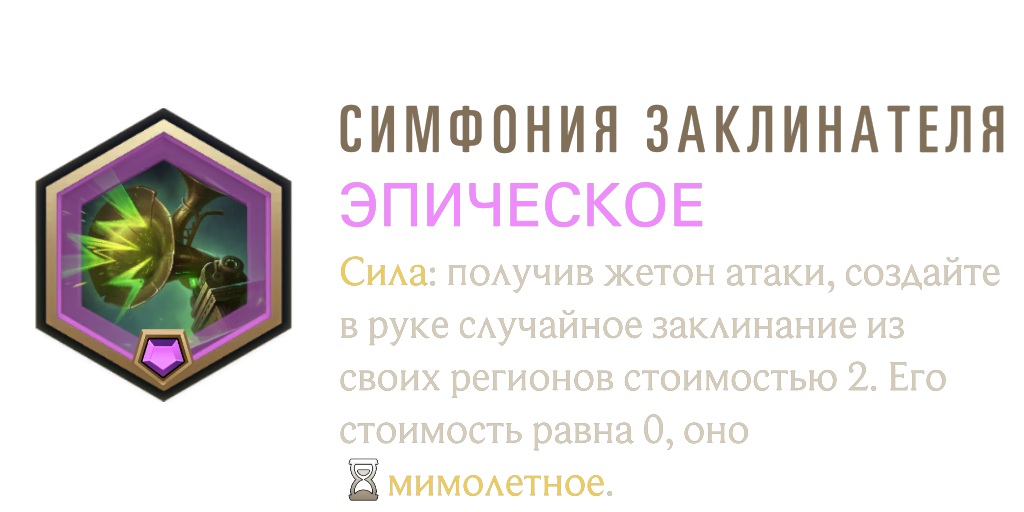 СИМФОНИЯ ЗАКЛИНАТЕЛЯ
ЭПИЧЕСКОЕ
Сила: получив жетон атаки, создайте
в руке случайное заклинание из
своих регионов стоимостью 2. Его
стоимость равна 0, оно
мимолетное.